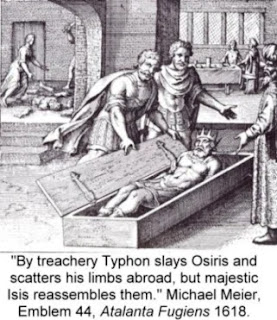 "By treachery Typhon slays Osiris and
scatters his limbs abroad, but majestic
Isis reassembles them." Michael Meier,
Emblem 44, Atalanta Fugiens 1618.